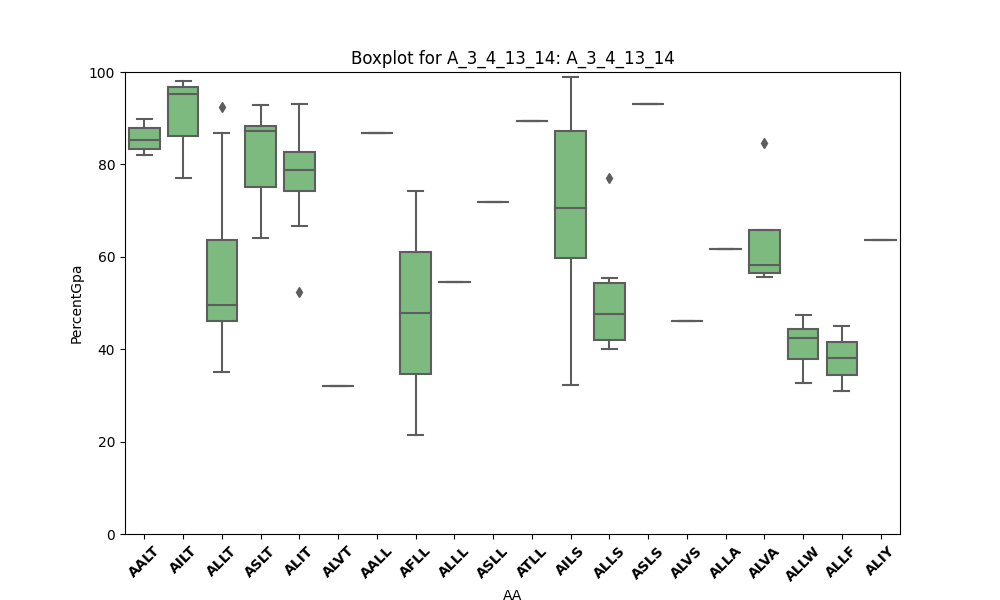 Boxplot for A_3_4_13_14: A_3_4_13_14
100
80
60
40
20
0
PercentGpa
AALT AILT ALLT ASLT ALIT ALVT AALL AFLL ALLL ASLL ATLL AILS ALLS ASLS ALVS ALLA ALVA ALLW ALLF ALIY
AA